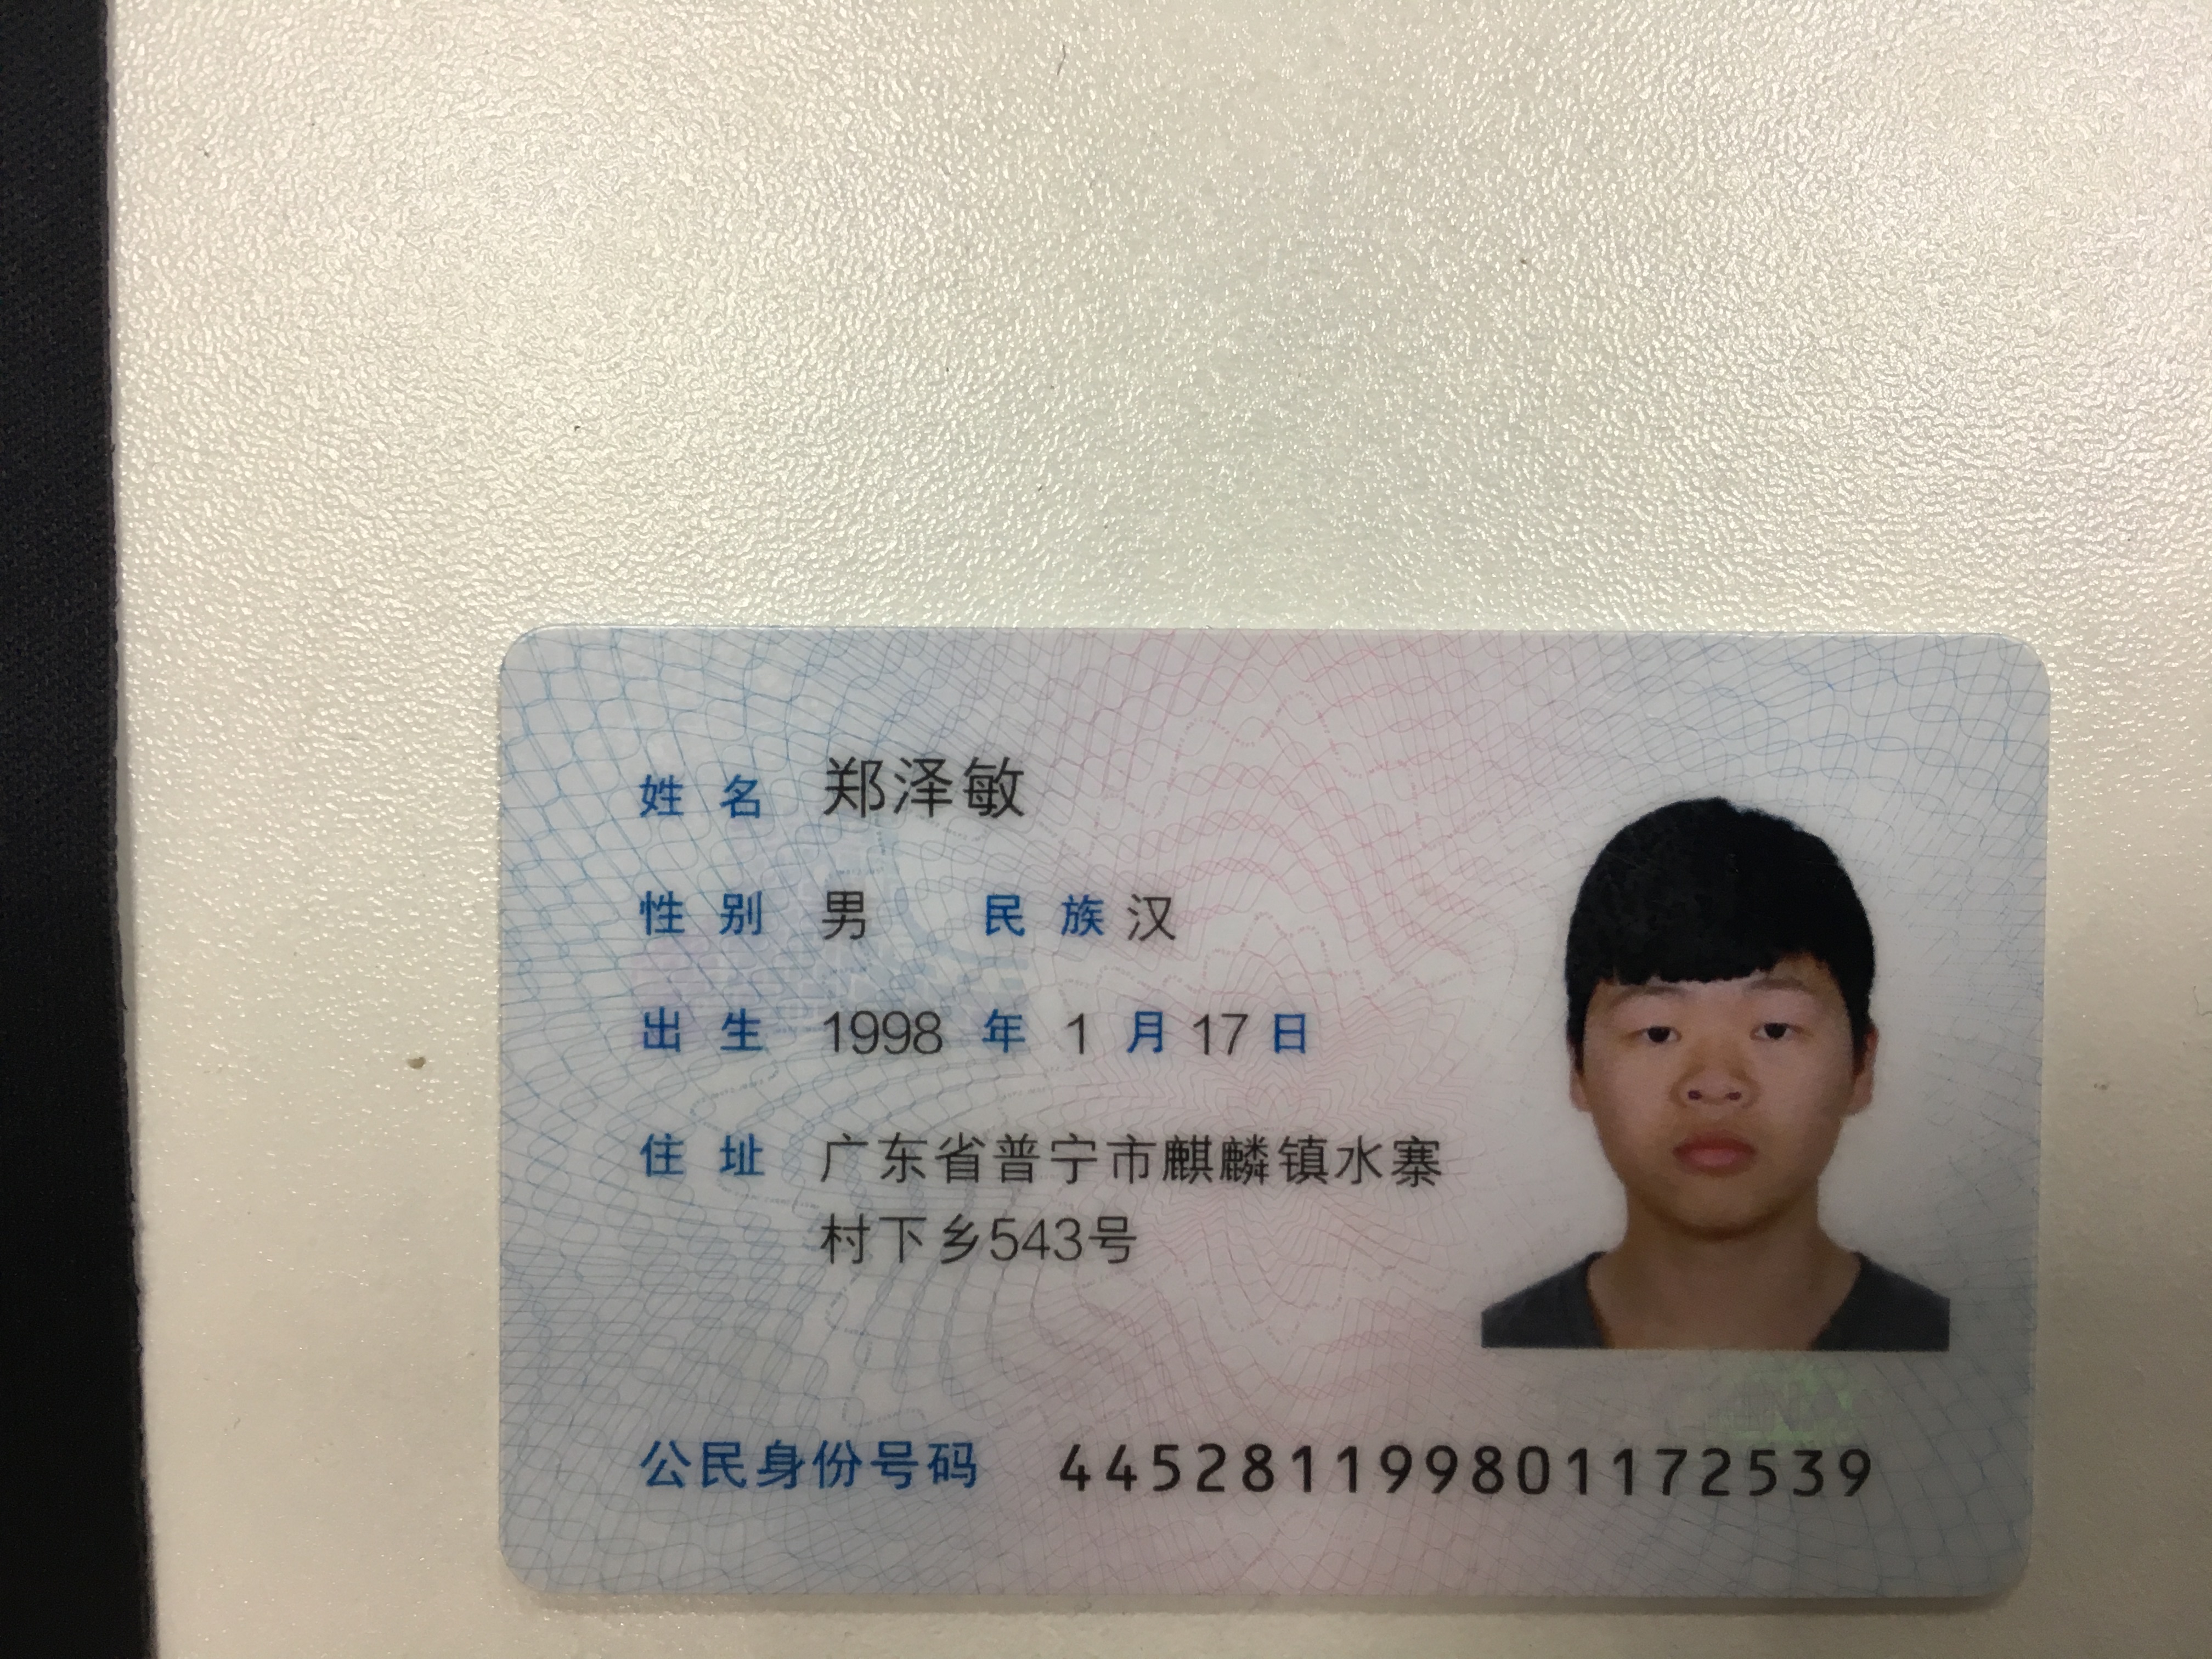 姓名 郑泽敏
性别 男 民族 汉
出生 1998 年 1 月 17 日
住址 广东省普宁市麒麟镇水寨
村下乡543号
公民身份号码 445281199801172539